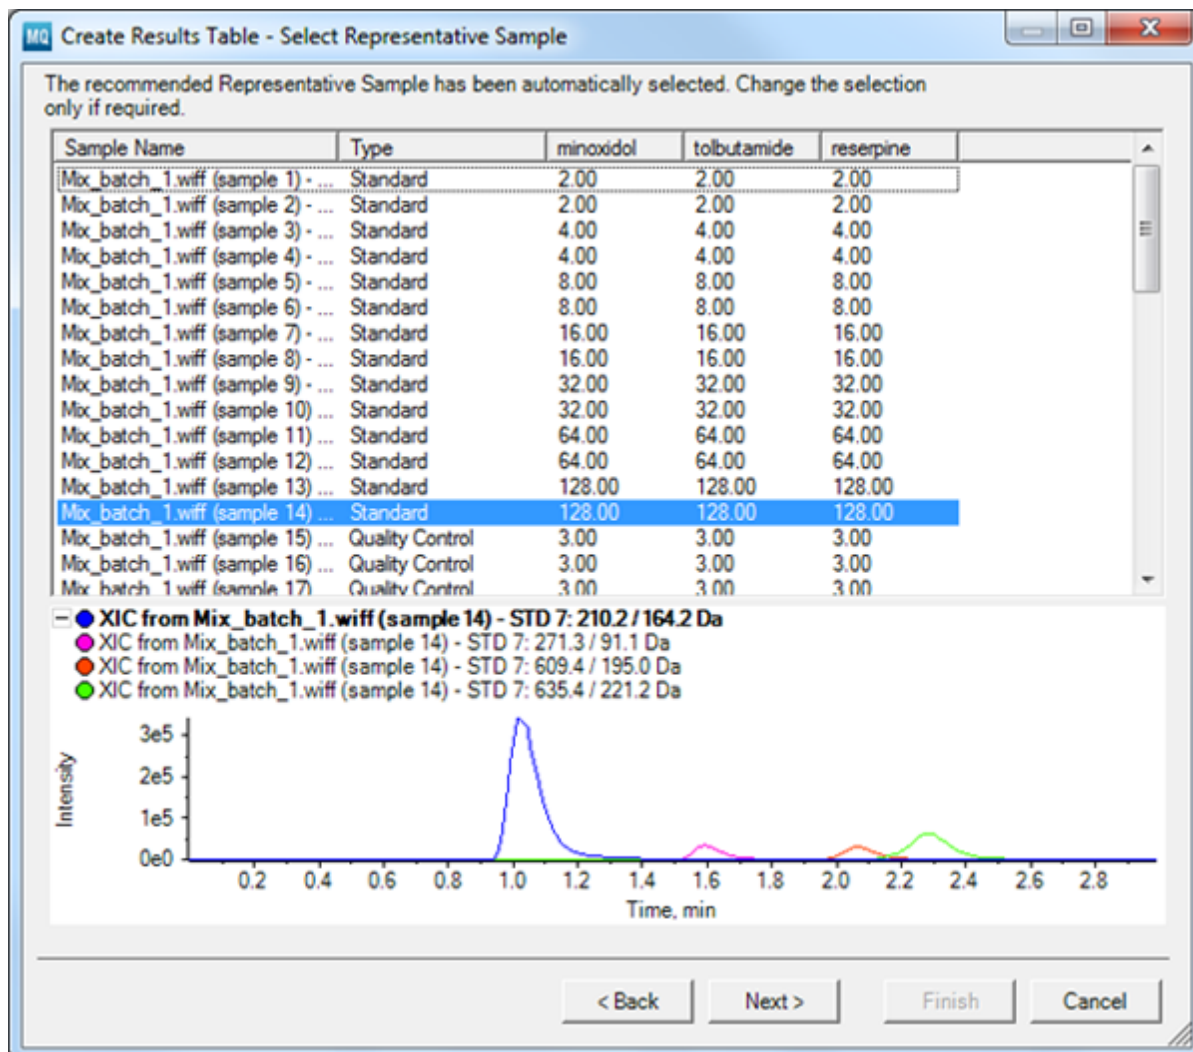 MQ Create Results Table - Select Representative Sample
The recommended Representative Sample has been automatically selected. Change the selection
only if required.
Sample Name Type minoxidol tolbutamide reserpine
Mix_batch_1.wiff (sample 1) - ... Standard 2.00 2.00 2.00
Mix_batch_1.wiff (sample 2) - ... Standard 2.00 2.00 2.00
Mix_batch_1.wiff (sample 3) - ... Standard 4.00 4.00 4.00
Mix_batch_1.wiff (sample 4) - ... Standard 4.00 4.00 4.00
Mix_batch_1.wiff (sample 5) - ... Standard 8.00 8.00 8.00
Mix_batch_1.wiff (sample 6) - ... Standard 8.00 8.00 8.00
Mix_batch_1.wiff (sample 7) - ... Standard 16.00 16.00 16.00
Mix_batch_1.wiff (sample 8) - ... Standard 16.00 16.00 16.00
Mix_batch_1.wiff (sample 9) - ... Standard 32.00 32.00 32.00
Mix_batch_1.wiff (sample 10) ... Standard 32.00 32.00 32.00
Mix_batch_1.wiff (sample 11) ... Standard 64.00 64.00 64.00
Mix_batch_1.wiff (sample 12) ... Standard 64.00 64.00 64.00
Mix_batch_1.wiff (sample 13) ... Standard 128.00 128.00 128.00
Mix_batch_1.wiff (sample 14) ... Standard 128.00 128.00 128.00
Mix_batch_1.wiff (sample 15) ... Quality Control 3.00 3.00 3.00
Mix_batch_1.wiff (sample 16) ... Quality Control 3.00 3.00 3.00
Mix_batch_1.wiff (sample 17) Quality Control 3.00 3.00 3.00
XIC from Mix_batch_1.wiff (sample 14) - STD 7: 210.2 / 164.2 Da
XIC from Mix_batch_1.wiff (sample 14) - STD 7: 271.3 / 91.1 Da
XIC from Mix_batch_1.wiff (sample 14) - STD 7: 609.4 / 195.0 Da
XIC from Mix_batch_1.wiff (sample 14) - STD 7: 635.4 / 221.2 Da
Intensity
3e5
2e5
1e5
0e0
0.2 0.4 0.6 0.8 1.0 1.2 1.4 1.6 1.8 2.0 2.2 2.4 2.6 2.8
Time, min
< Back Next > Finish Cancel